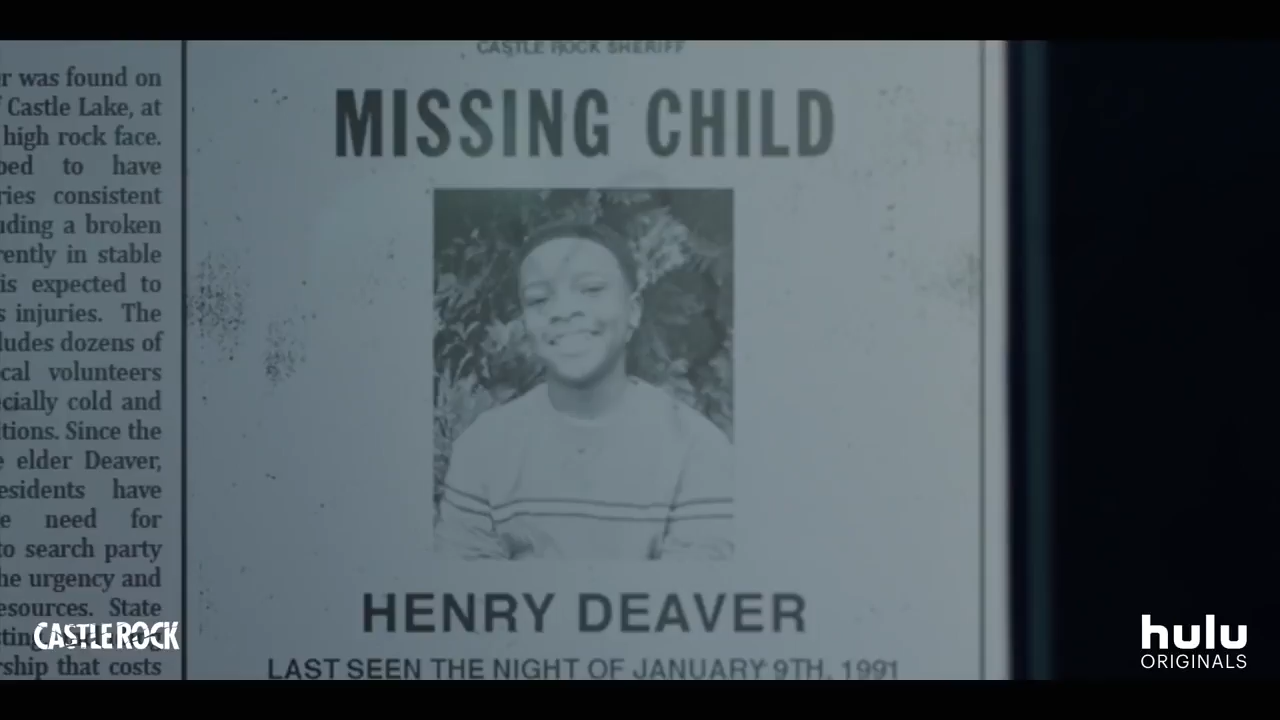 r was found on
Castle Lake, at
high rock face.
bed to have
ries consistent
uding a broken
rently in stable
is expected to
s injuries. The
ludes dozens of
cal volunteers
cially cold and
tions. Since the
e elder Deaver,
esidents have
e need for
to search party
he urgency and
esources. State
rship that costs
CASTLE ROCK SHERIFF
MISSING CHILD
HENRY DEAVER
LAST SEEN THE NIGHT OF JANUARY 9TH, 1991
CASTLE ROCK
hulu
ORIGINALS